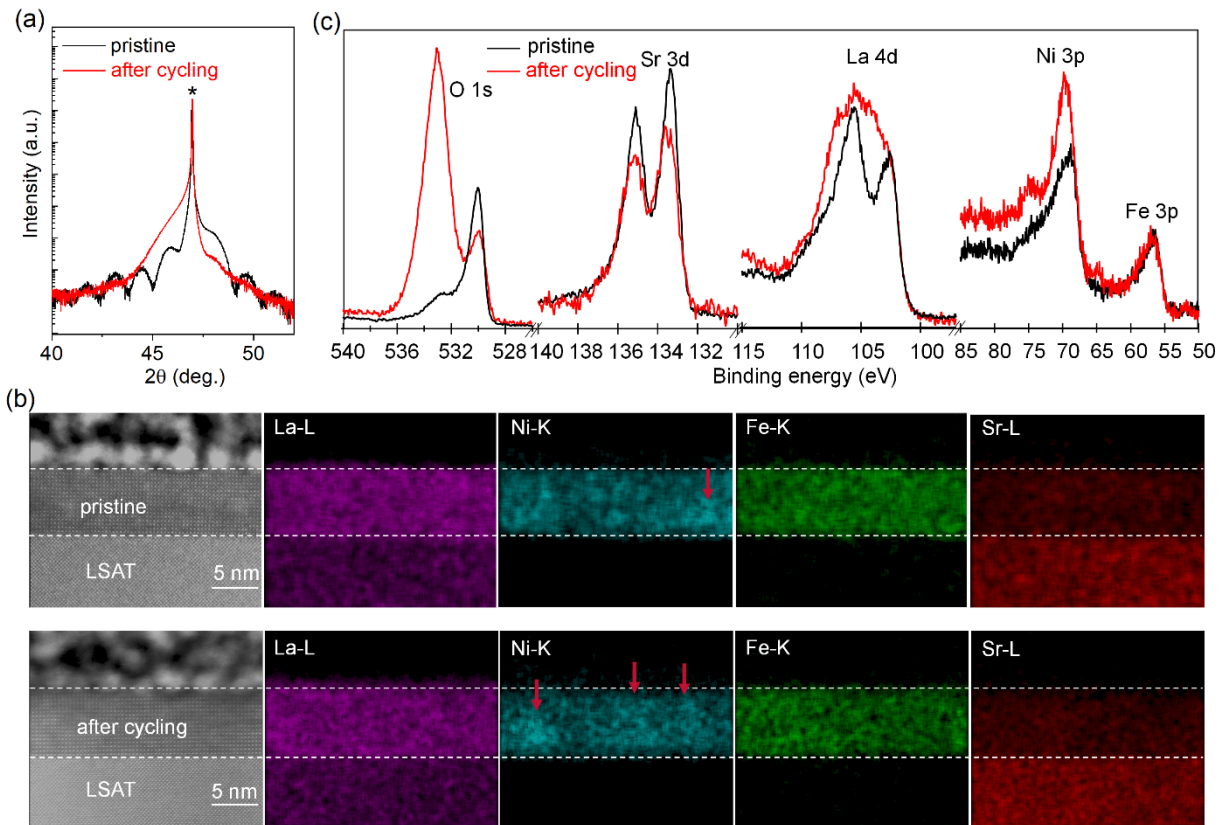 (a)
pristine
after cycling
*
Intensity (a.u.)
40 45 50
2θ (deg.)
(c)
pristine
after cycling
O 1s
Sr 3d
La 4d
Ni 3p
Fe 3p
540 536 532 528 140 138 136 134 132 115 110 105 100 85 80 75 70 65 60 55 50
Binding energy (eV)
(b)
pristine
LSAT
5 nm
La-L
Ni-K
Fe-K
Sr-L
after cycling
LSAT
5 nm
La-L
Ni-K
Fe-K
Sr-L